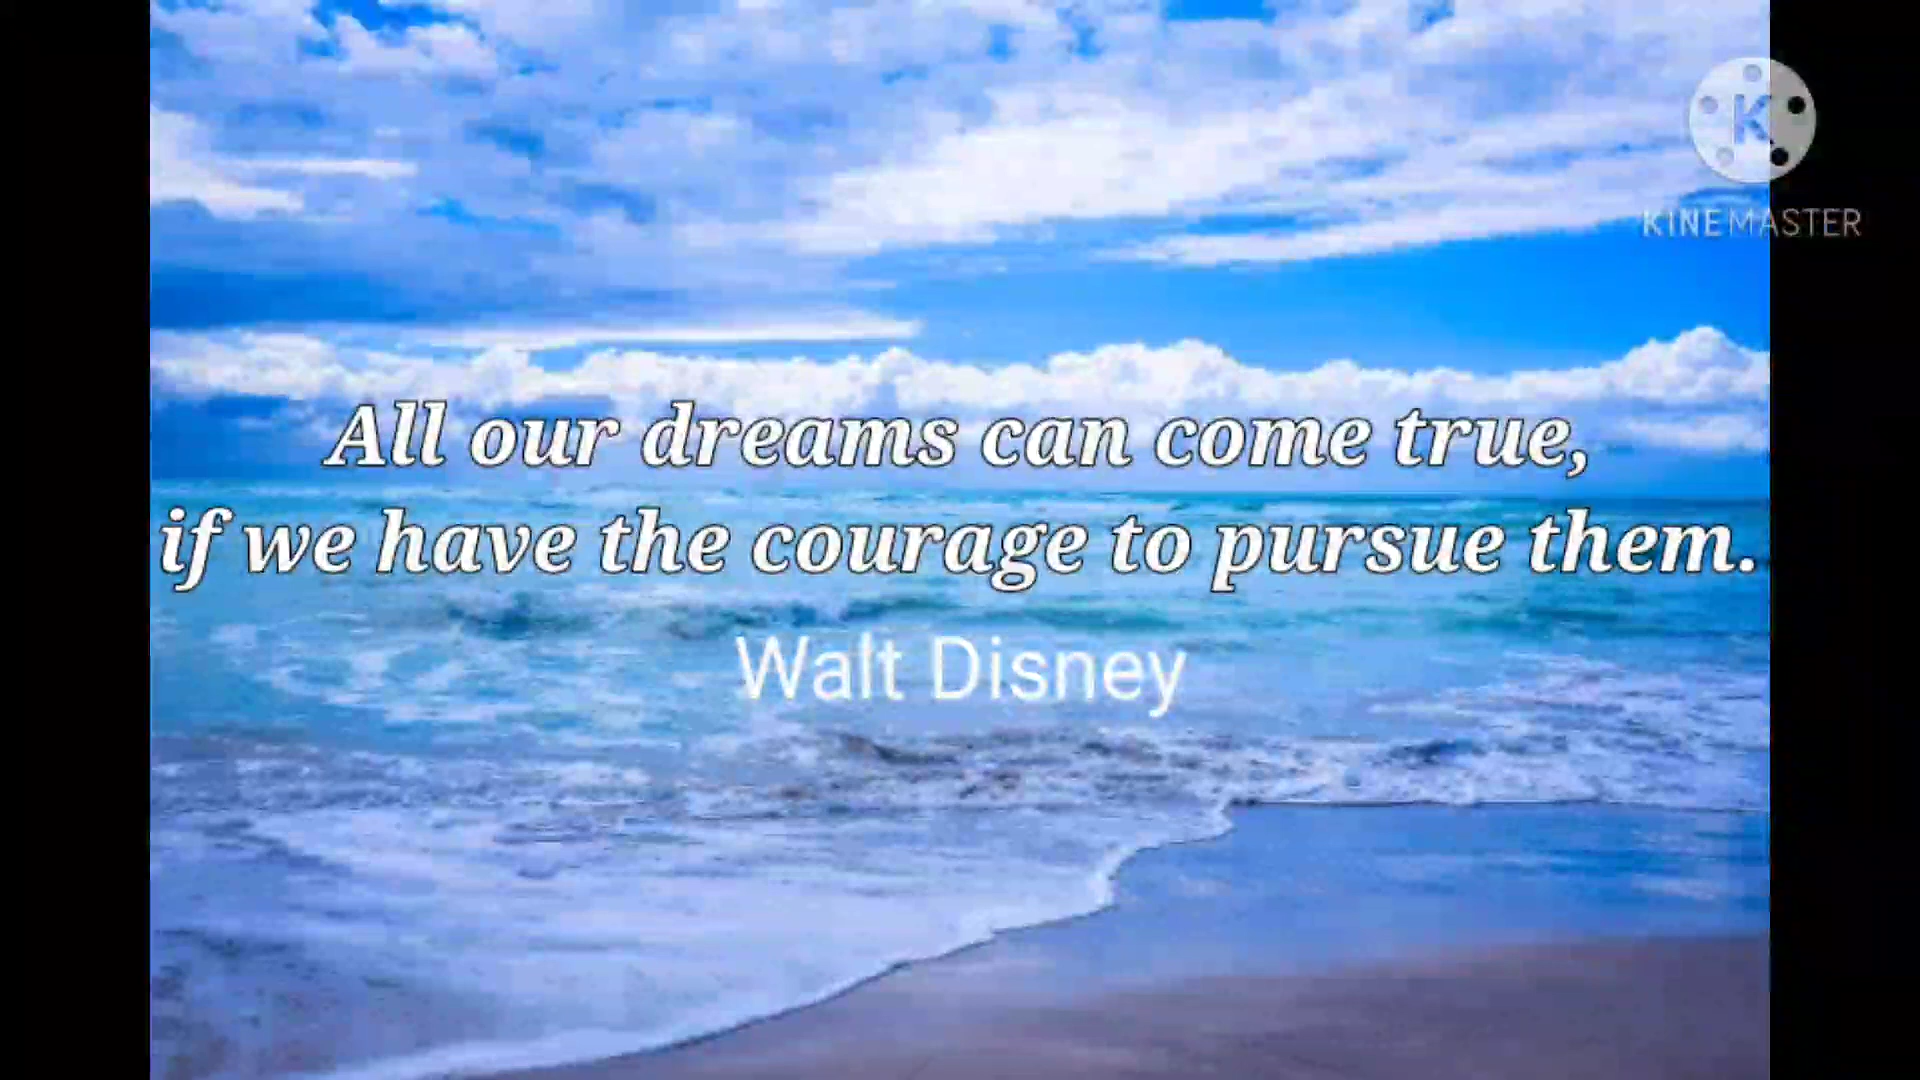 K
KINEMASTER
All our dreams can come true,
if we have the courage to pursue them.
Walt Disney